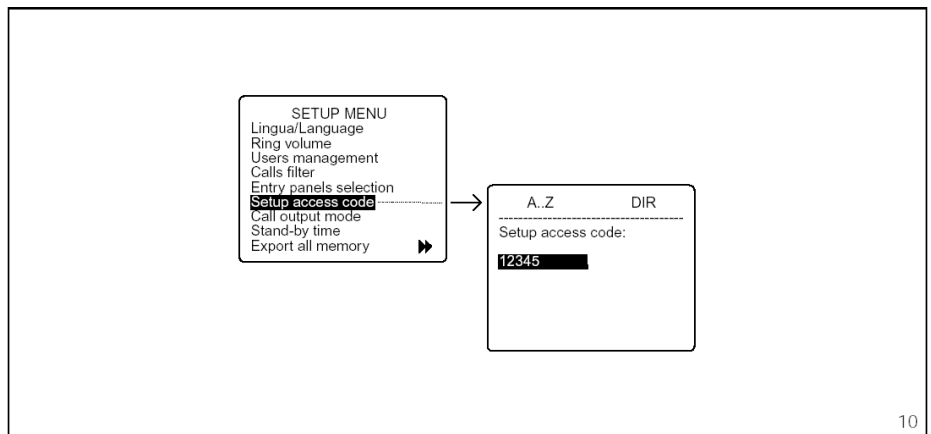 SETUP MENU
Lingua/Language
Ring volume
Users management
Calls filter
Entry panels selection
Setup access code
Call output mode
Stand-by time
Export all memory
A..Z DIR
Setup access code:
12345
10